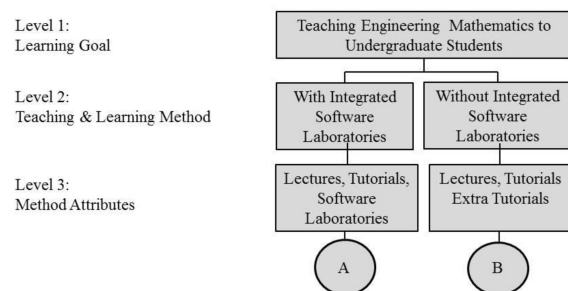 Level 1:
Learning Goal
Teaching Engineering Mathematics to
Undergraduate Students
Level 2:
Teaching & Learning Method
With Integrated
Software
Laboratories
Without Integrated
Software
Laboratories
Level 3:
Method Attributes
Lectures, Tutorials,
Software
Laboratories
Lectures, Tutorials
Extra Tutorials
A
B